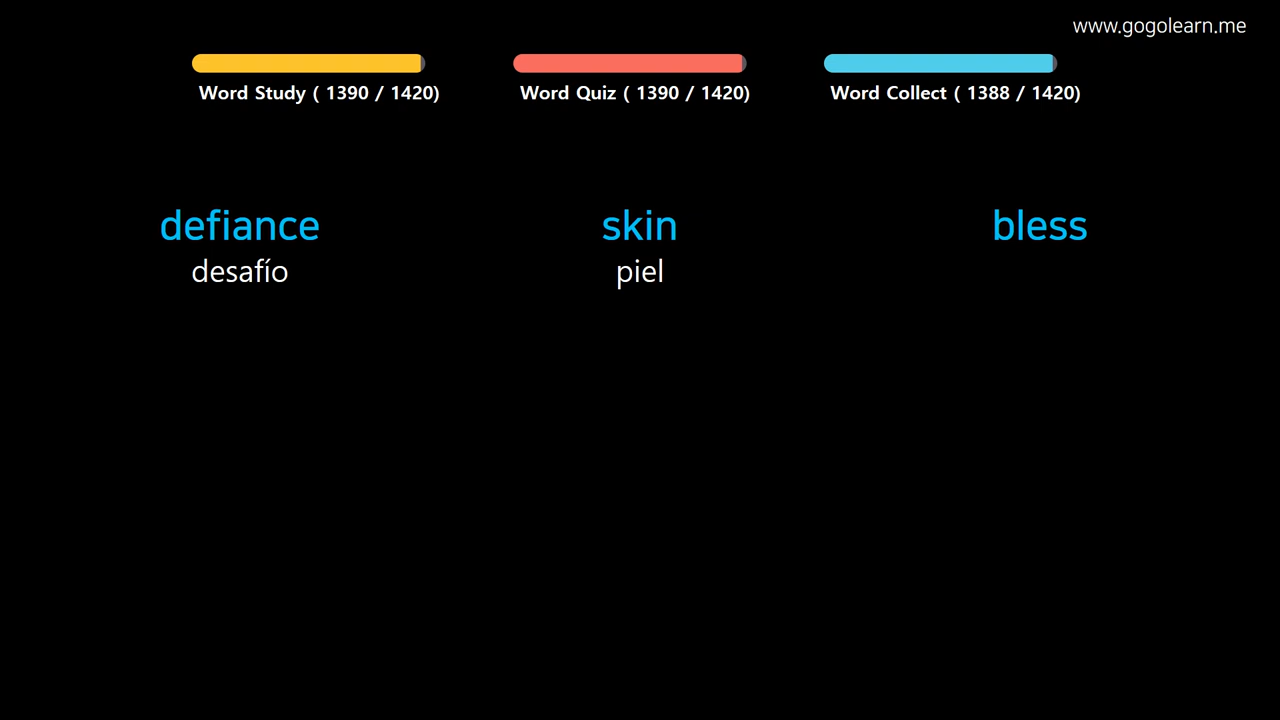 www.gogolearn.me
Word Study ( 1390 / 1420)
Word Quiz ( 1390 / 1420)
Word Collect ( 1388 / 1420)
defiance
desafío
skin
piel
bless